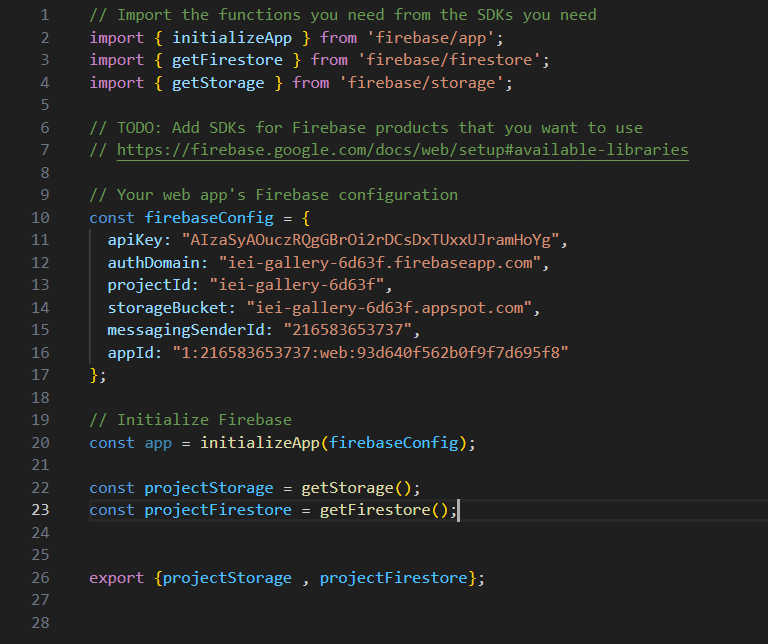 1 // Import the functions you need from the SDKs you need
2 import { initializeApp } from 'firebase/app';
3 import { getFirestore } from 'firebase/firestore';
4 import { getStorage } from 'firebase/storage';
5
6 // TODO: Add SDKs for Firebase products that you want to use
7 // https://firebase.google.com/docs/web/setup#available-libraries
8
9 // Your web app's Firebase configuration
10 const firebaseConfig = {
11 apiKey: "AIzaSyAOuczRQgGBrOi2rDCsDxTUxxUJramHoYg",
12 authDomain: "iei-gallery-6d63f.firebaseapp.com",
13 projectId: "iei-gallery-6d63f",
14 storageBucket: "iei-gallery-6d63f.appspot.com",
15 messagingSenderId: "216583653737",
16 appId: "1:216583653737:web:93d640f562b0f9f7d695f8"
17 };
18
19 // Initialize Firebase
20 const app = initializeApp(firebaseConfig);
21
22 const projectStorage = getStorage();
23 const projectFirestore = getFirestore();
24
25
26 export {projectStorage , projectFirestore};
27
28